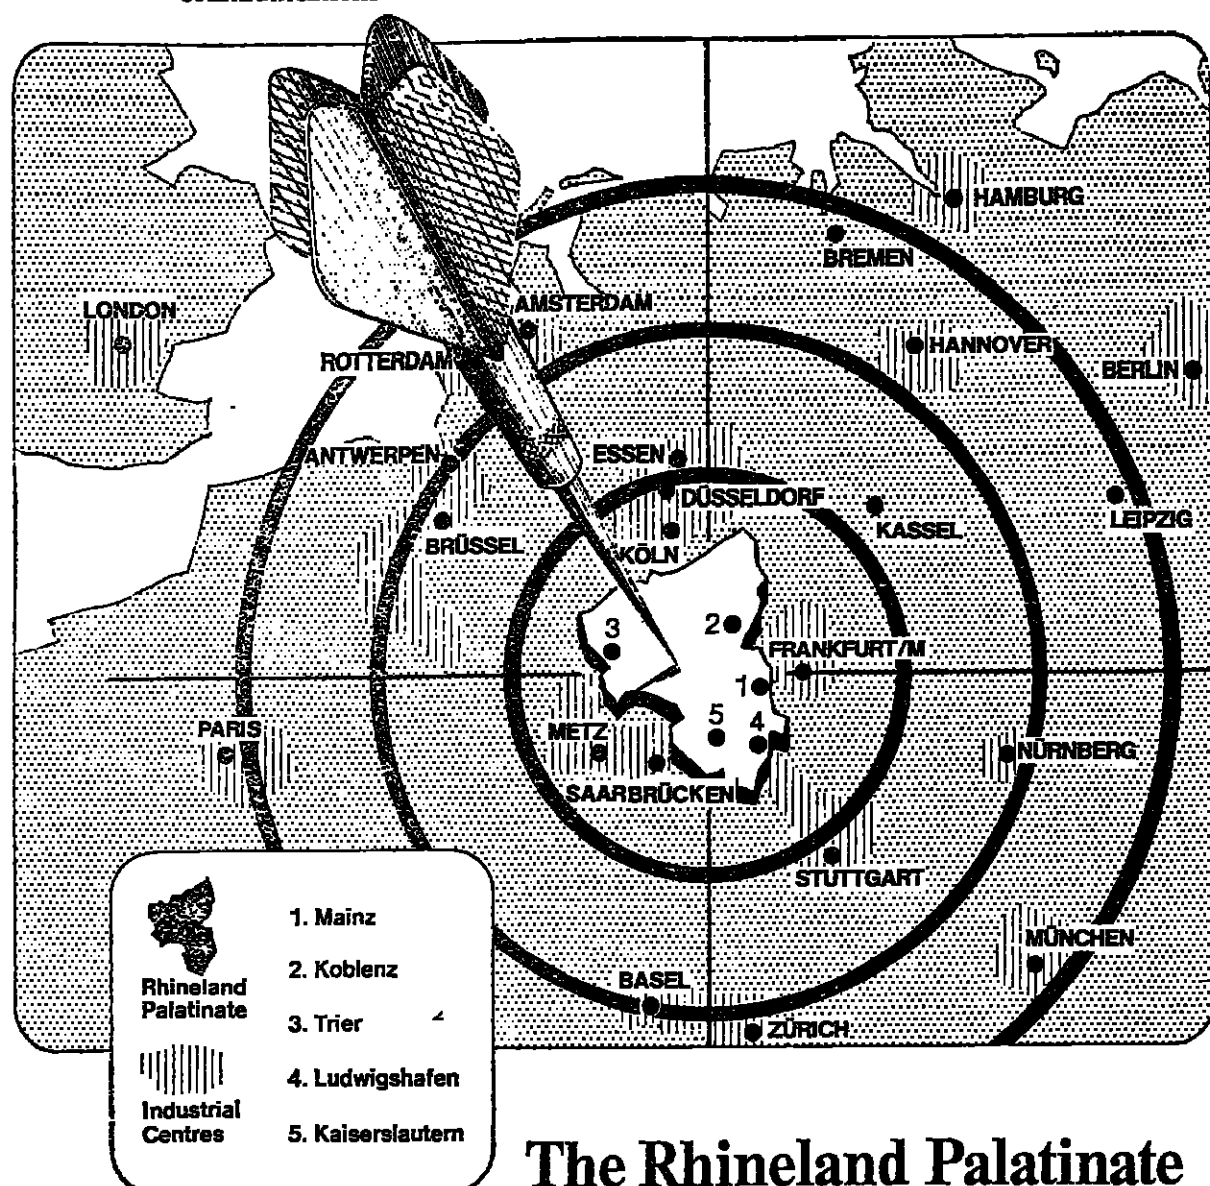 HAMBURG
BREMEN
LONDON
AMSTERDAM
ROTTERDAM
HANNOVER
BERLIN
ANTWERPEN
ESSEN
DÜSSELDORF
LEIPZIG
KASSEL
BRÜSSEL
KÖLN
3
2
FRANKFURT/M
1
5
4
PARIS
METZ
NÜRNBERG
SAARBRÜCKEN
STUTTGART
MÜNCHEN
BASEL
ZÜRICH
Rhineland
Palatinate
Industrial
Centres
1. Mainz
2. Koblenz
3. Trier
4. Ludwigshafen
5. Kaiserslautern
The Rhineland Palatinate